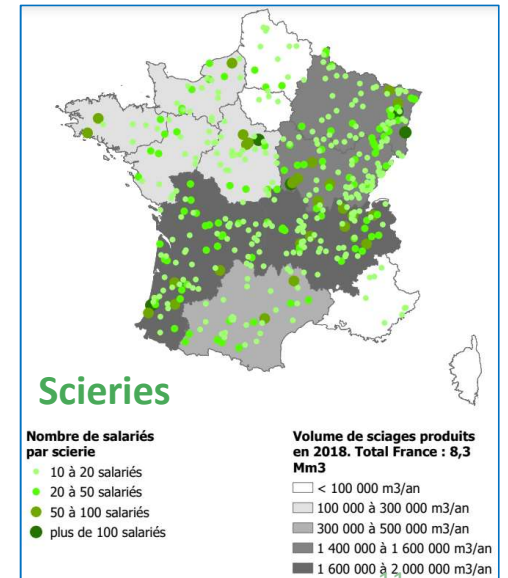 Scieries
Nombre de salariés
par scierie
10 à 20 salariés
20 à 50 salariés
50 à 100 salariés
plus de 100 salariés
Volume de sciages produits
en 2018. Total France : 8,3
Mm3
< 100 000 m3/an
100 000 à 300 000 m3/an
300 000 à 500 000 m3/an
1 400 000 à 1 600 000 m3/an
1 600 000 à 2 000 000 m3/an